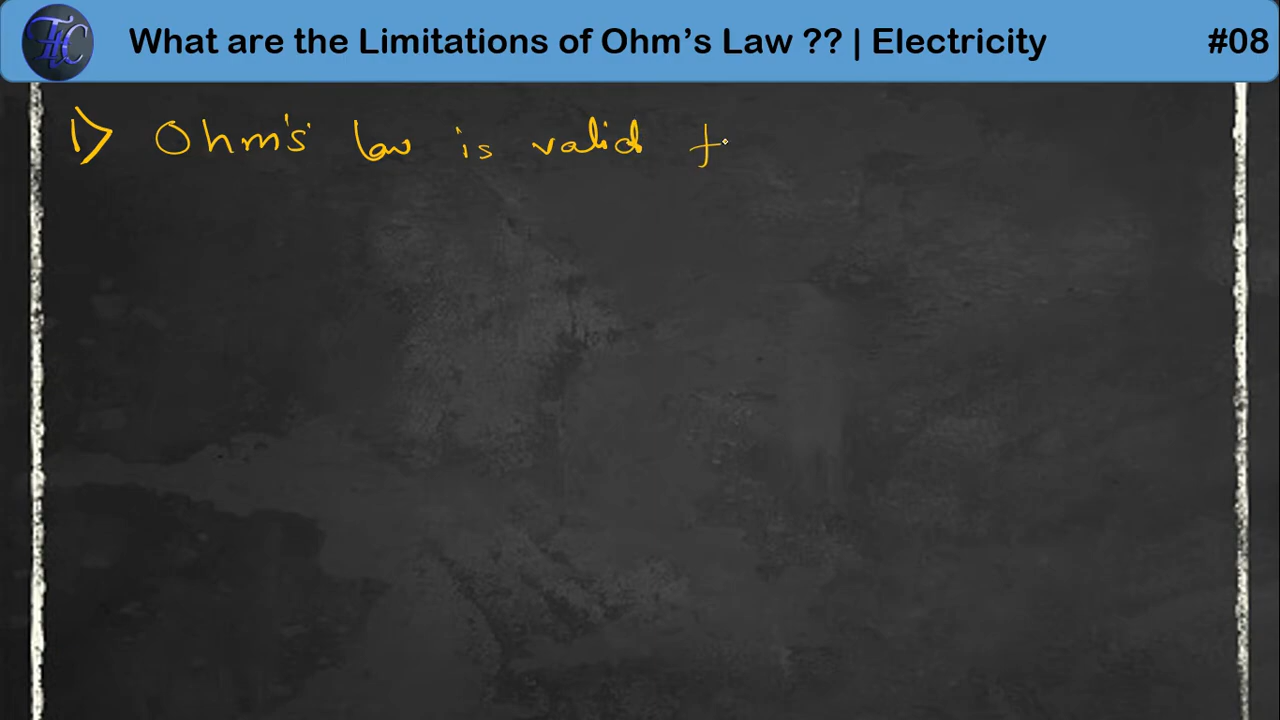 What are the Limitations of Ohm's Law ?? | Electricity #08
1) Ohm's law is valid f